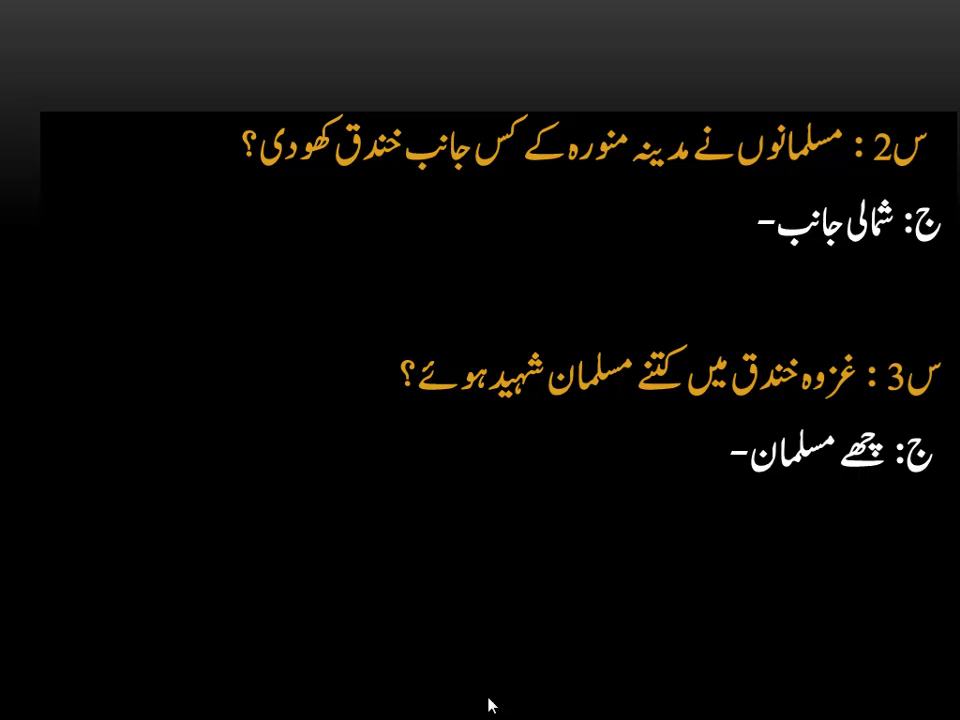 س2 : مسلمانوں نے مدینہ منورہ کے کس جانب خندق کھودی؟
ج: شمالی جانب-
س3 : غزوہ خندق میں کتنے مسلمان شہید ہوئے؟
ج: چھے مسلمان-